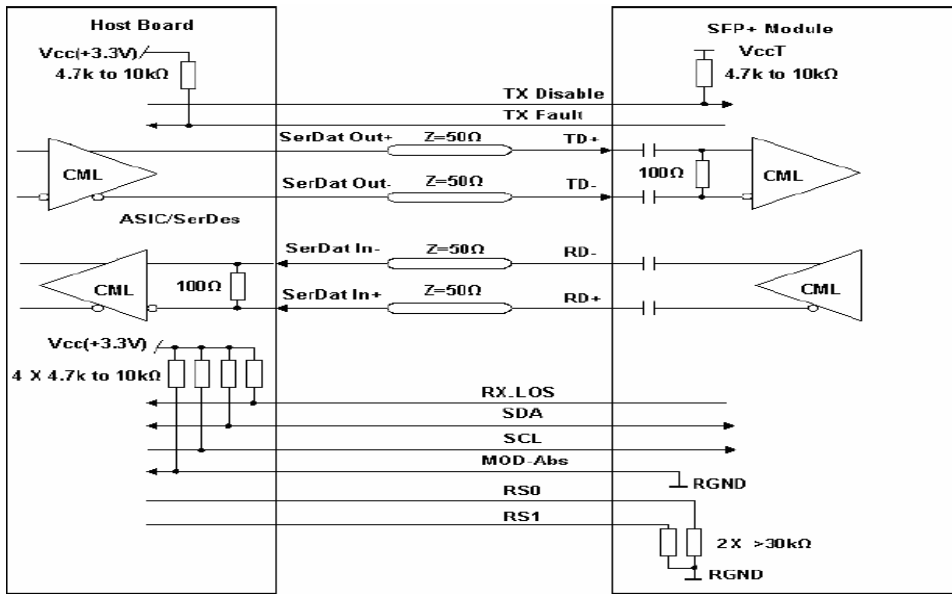 Host Board
SFP+ Module
Vcc(+3.3V)
4.7k to 10kΩ
VccT
4.7k to 10kΩ
TX Disable
TX Fault
SerDat Out+
Z=50Ω
TD+
CML
100Ω
CML
SerDat Out-
Z=50Ω
TD-
ASIC/SerDes
SerDat In-
Z=50Ω
RD-
CML
100Ω
CML
SerDat In+
Z=50Ω
RD+
Vcc(+3.3V)
4 X 4.7k to 10kΩ
RX-LOS
SDA
SCL
MOD-Abs
RGND
RS0
RS1
2X >30kΩ
RGND